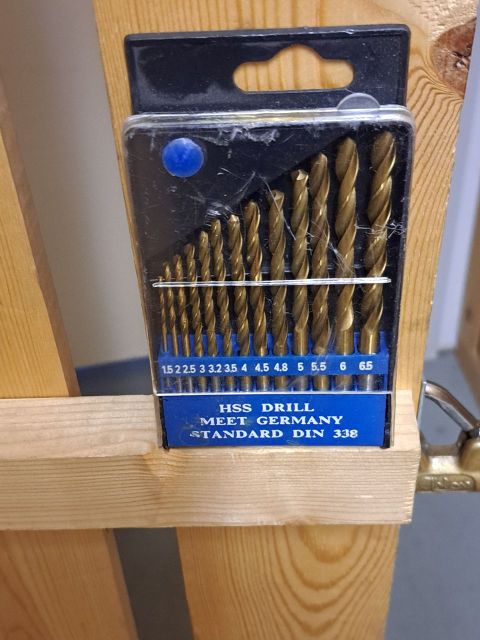 1.5 2 2.5 3 3.2 3.5 4 4.5 4.8 5 5.5 6 6.5
HSS DRILL
MEET GERMANY
STANDARD DIN 338